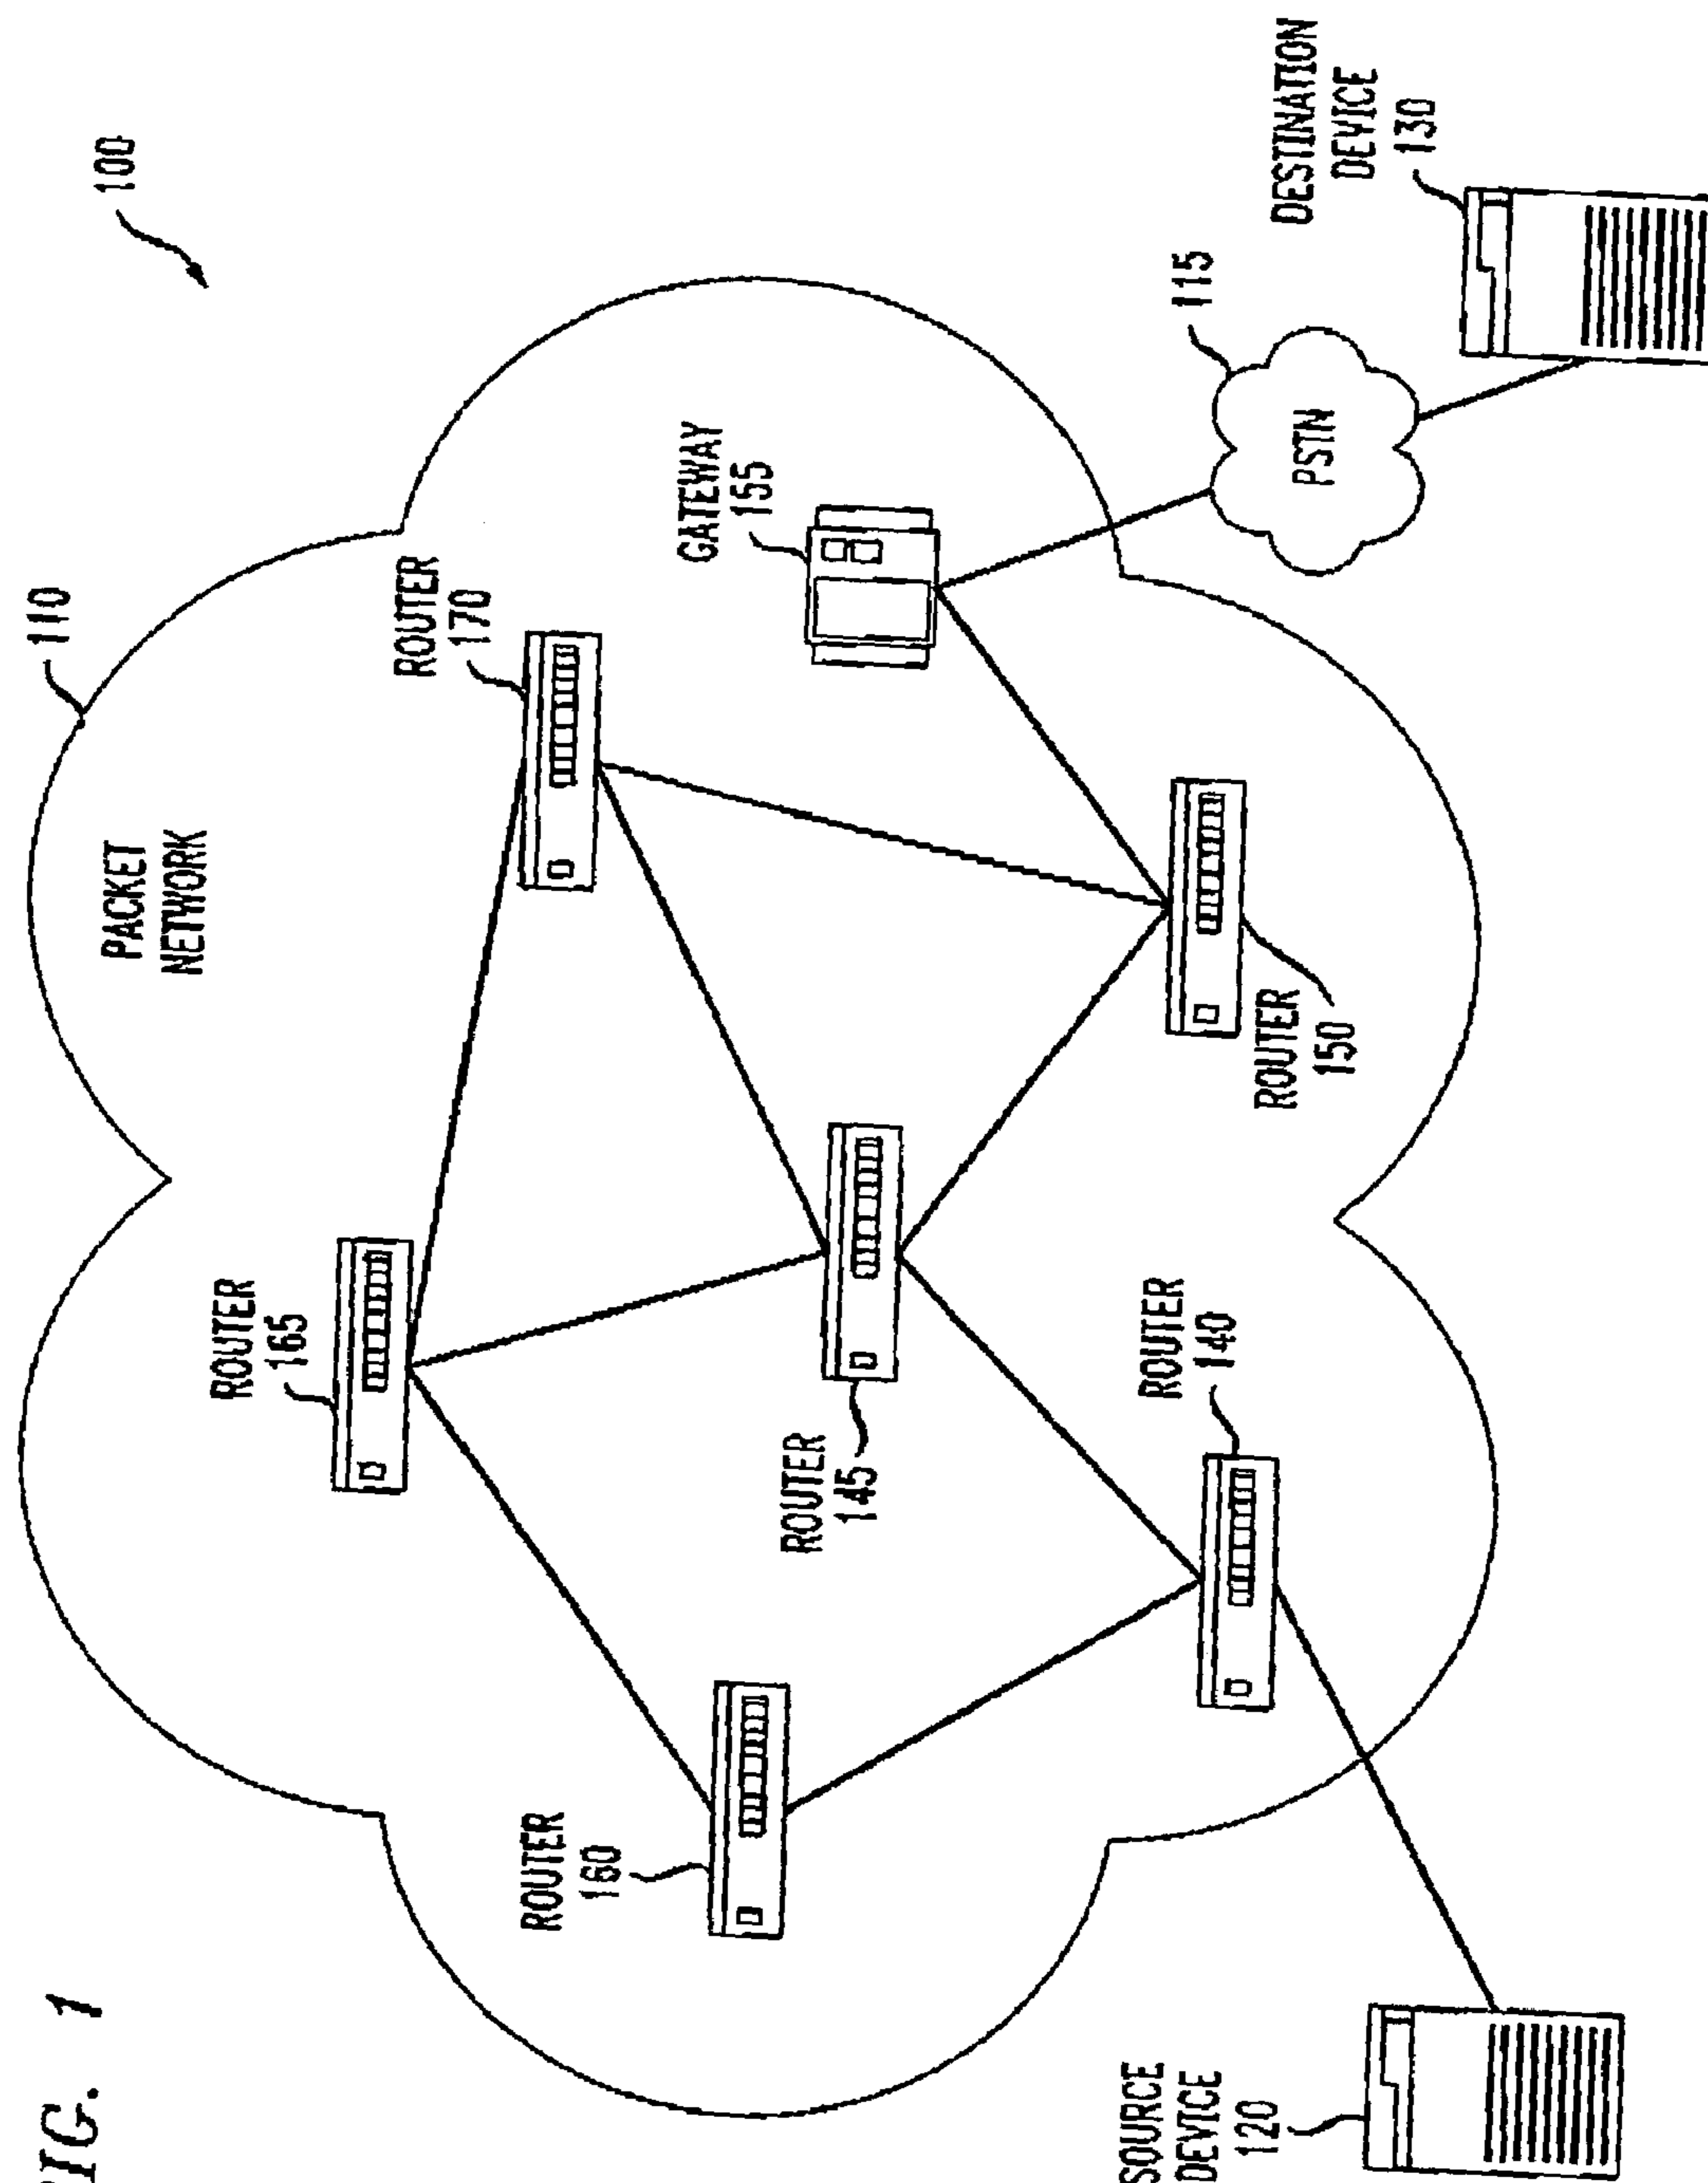 FIG. 1
100
110
PACKET
NETWORK
ROUTER
165
ROUTER
170
ROUTER
160
ROUTER
145
GATEWAY
155
ROUTER
140
ROUTER
150
115
PSTN
SOURCE
DEVICE
120
DESTINATION
DEVICE
130